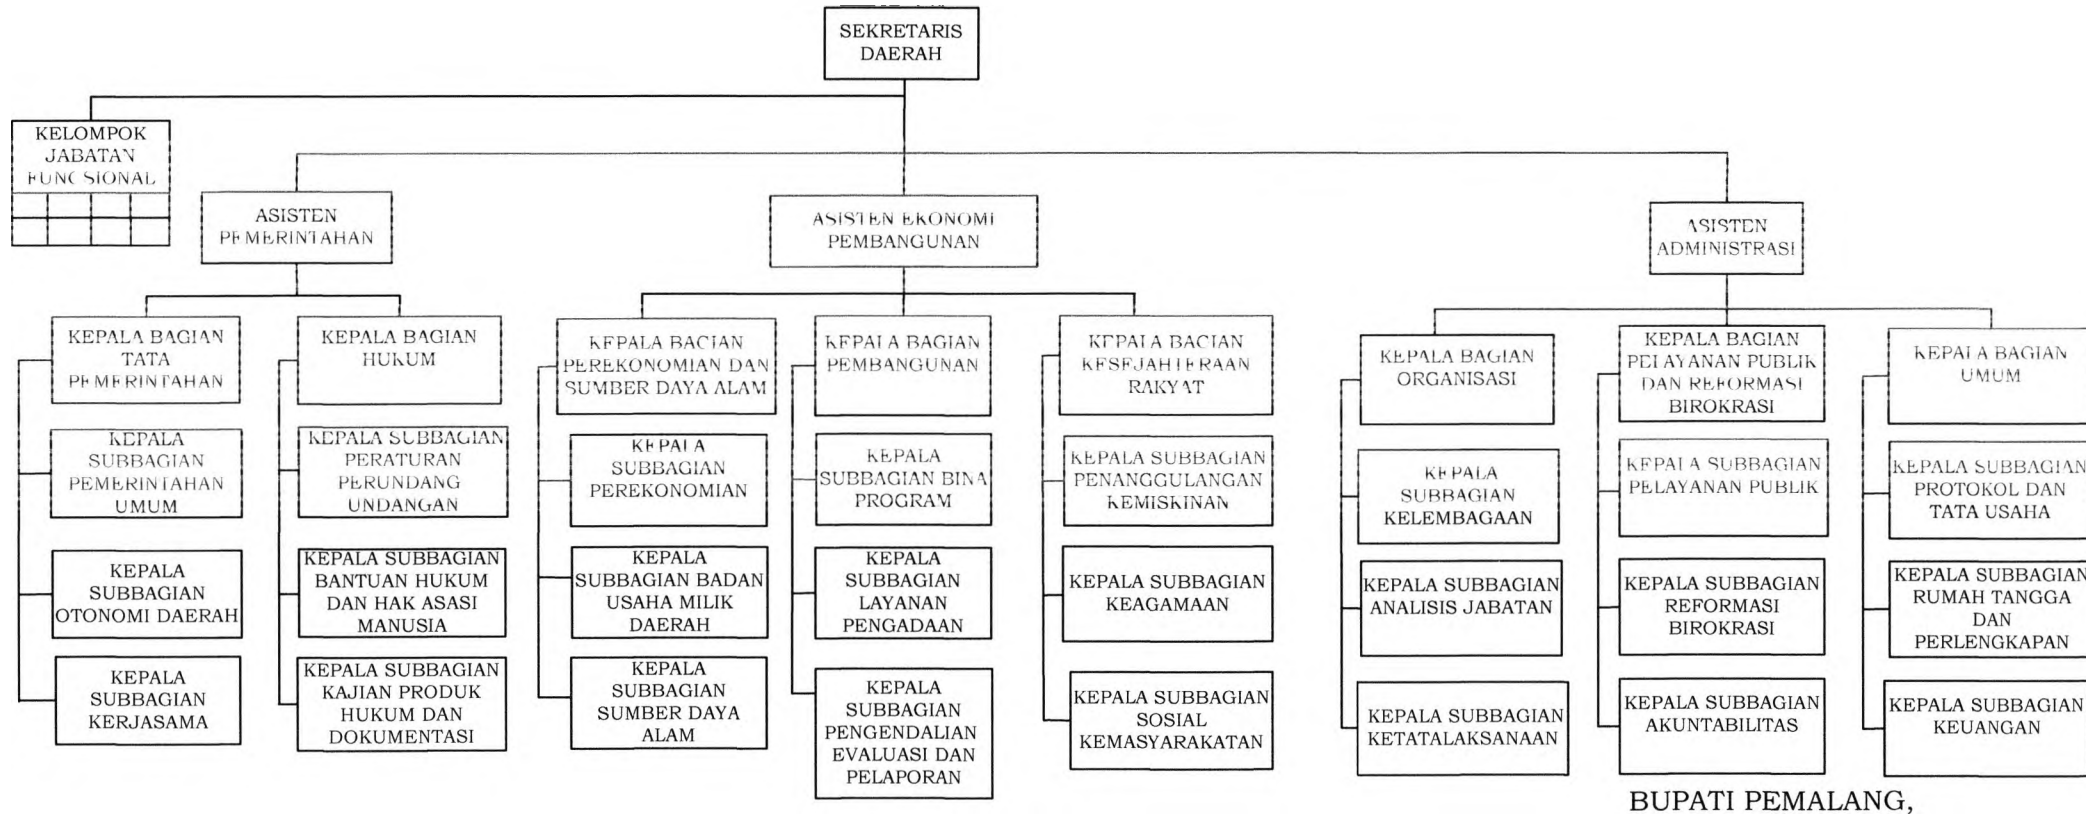 SEKRETARIS
DAERAH
KELOMPOK
JABATAN
FUNGSIONAL
ASISTEN
PEMERINTAHAN
ASISTEN EKONOMI
PEMBANGUNAN
ASISTEN
ADMINISTRASI
KEPALA BAGIAN
TATA
PEMERINTAHAN
KEPALA BAGIAN
HUKUM
KEPALA BAGIAN
PEREKONOMIAN DAN
SUMBER DAYA ALAM
KEPALA BAGIAN
PEMBANGUNAN
KEPALA BAGIAN
KESEJAHTERAAN
RAKYAT
KEPALA BAGIAN
ORGANISASI
KEPALA BAGIAN
PELAYANAN PUBLIK
DAN REFORMASI
BIROKRASI
KEPALA BAGIAN
UMUM
KEPALA
SUBBAGIAN
PEMERINTAHAN
UMUM
KEPALA SUBBAGIAN
PERATURAN
PERUNDANG
UNDANGAN
KEPALA
SUBBAGIAN
PEREKONOMIAN
KEPALA
SUBBAGIAN BINA
PROGRAM
KEPALA SUBBAGIAN
PENANGGULANGAN
KEMISKINAN
KEPALA
SUBBAGIAN
KELEMBAGAAN
KEPALA SUBBAGIAN
PELAYANAN PUBLIK
KEPALA SUBBAGIAN
PROTOKOL DAN
TATA USAHA
KEPALA
SUBBAGIAN
OTONOMI DAERAH
KEPALA SUBBAGIAN
BANTUAN HUKUM
DAN HAK ASASI
MANUSIA
KEPALA
SUBBAGIAN BADAN
USAHA MILIK
DAERAH
KEPALA
SUBBAGIAN
LAYANAN
PENGADAAN
KEPALA SUBBAGIAN
KEAGAMAAN
KEPALA SUBBAGIAN
ANALISIS JABATAN
KEPALA SUBBAGIAN
REFORMASI
BIROKRASI
KEPALA SUBBAGIAN
RUMAH TANGGA
DAN
PERLENGKAPAN
KEPALA
SUBBAGIAN
KERJASAMA
KEPALA SUBBAGIAN
KAJIAN PRODUK
HUKUM DAN
DOKUMENTASI
KEPALA
SUBBAGIAN
SUMBER DAYA
ALAM
KEPALA
SUBBAGIAN
PENGENDALIAN
EVALUASI DAN
PELAPORAN
KEPALA SUBBAGIAN
SOSIAL
KEMASYARAKATAN
KEPALA SUBBAGIAN
KETATALAKSANAAN
KEPALA SUBBAGIAN
AKUNTABILITAS
KEPALA SUBBAGIAN
KEUANGAN
BUPATI PEMALANG,